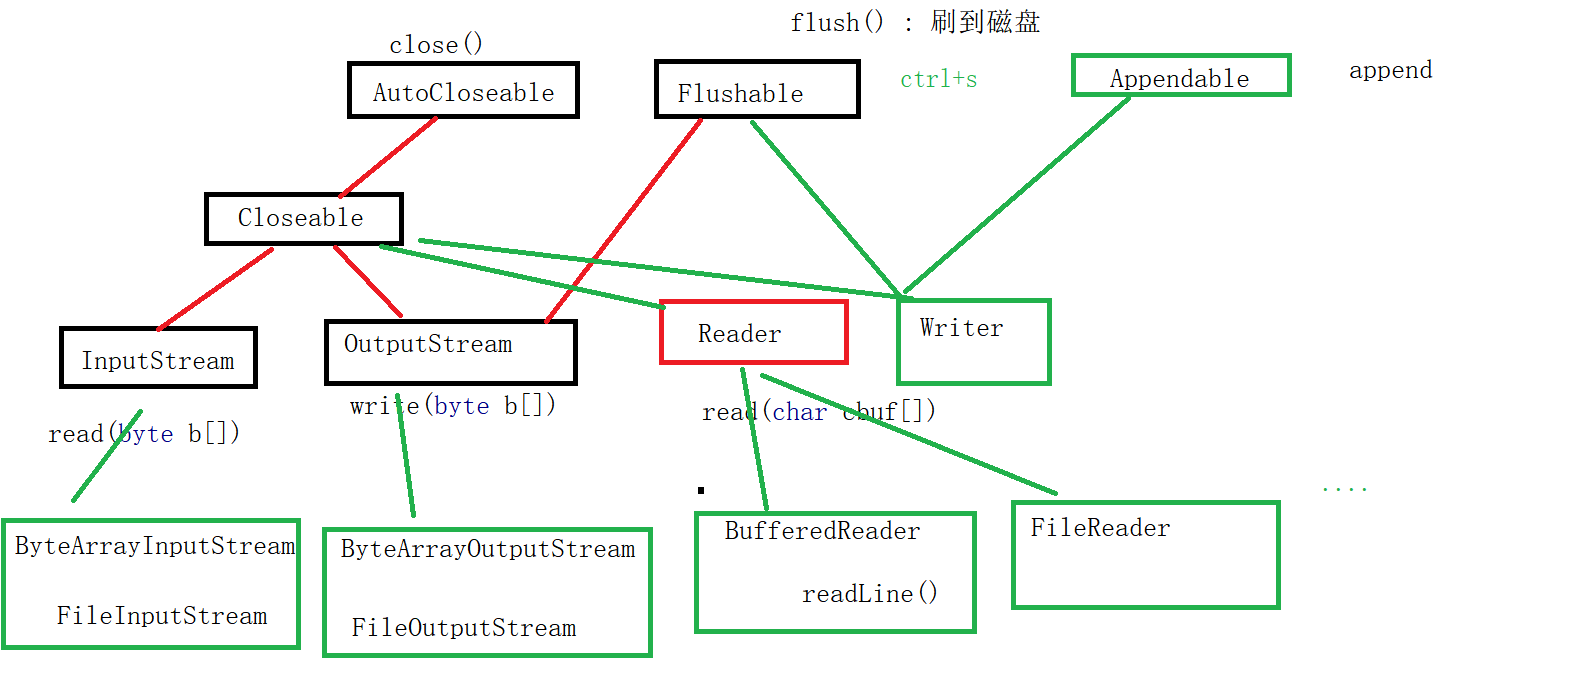 flush() : 刷到磁盘
close()
AutoCloseable
Flushable
ctrl+s
Appendable
append
Closeable
InputStream
OutputStream
Reader
Writer
read(byte b[])
write(byte b[])
read(char cbuf[])
....
ByteArrayInputStream
FileInputStream
ByteArrayOutputStream
FileOutputStream
BufferedReader
readLine()
FileReader